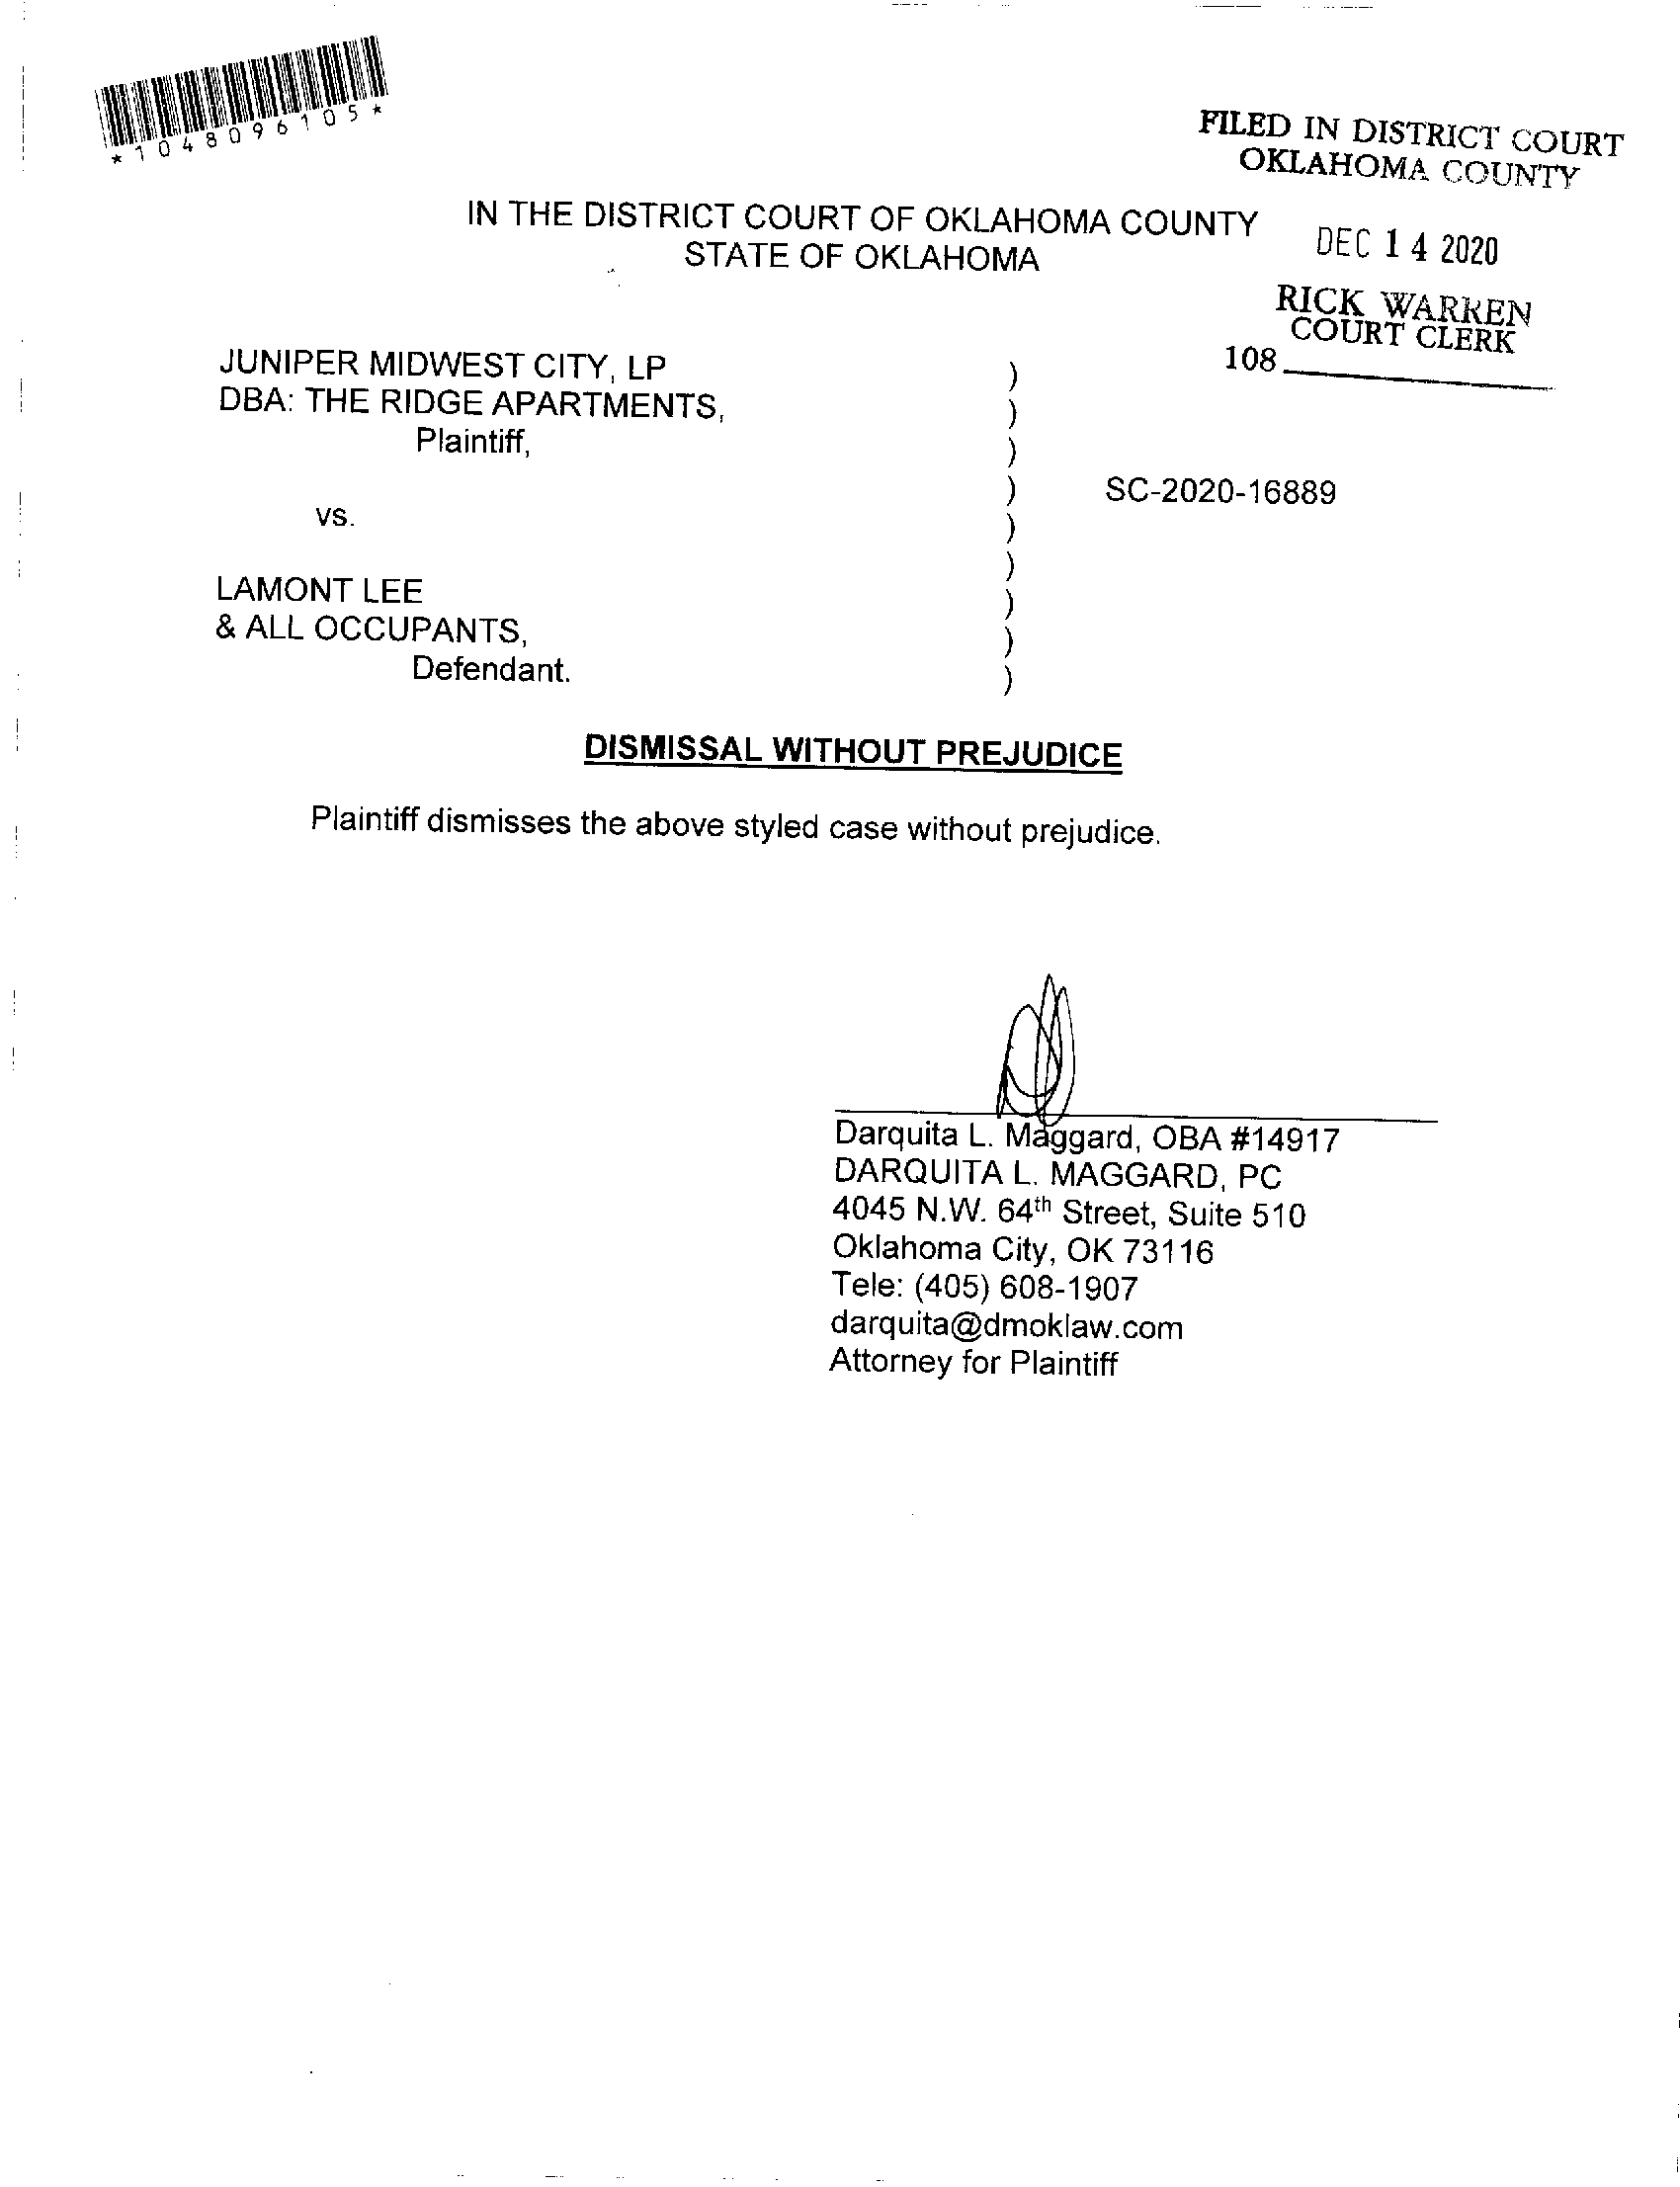 *1048096105*
FILED IN DISTRICT COURT
OKLAHOMA COUNTY
DEC 14 2020
RICK WARREN
COURT CLERK
108
IN THE DISTRICT COURT OF OKLAHOMA COUNTY
STATE OF OKLAHOMA
JUNIPER MIDWEST CITY, LP )
DBA: THE RIDGE APARTMENTS, )
Plaintiff, )
) SC-2020-16889
vs. )
)
LAMONT LEE )
& ALL OCCUPANTS, )
Defendant. )
DISMISSAL WITHOUT PREJUDICE
Plaintiff dismisses the above styled case without prejudice.
Darquita L. Maggard, OBA #14917
DARQUITA L. MAGGARD, PC
4045 N.W. 64th Street, Suite 510
Oklahoma City, OK 73116
Tele: (405) 608-1907
darquita@dmoklaw.com
Attorney for Plaintiff